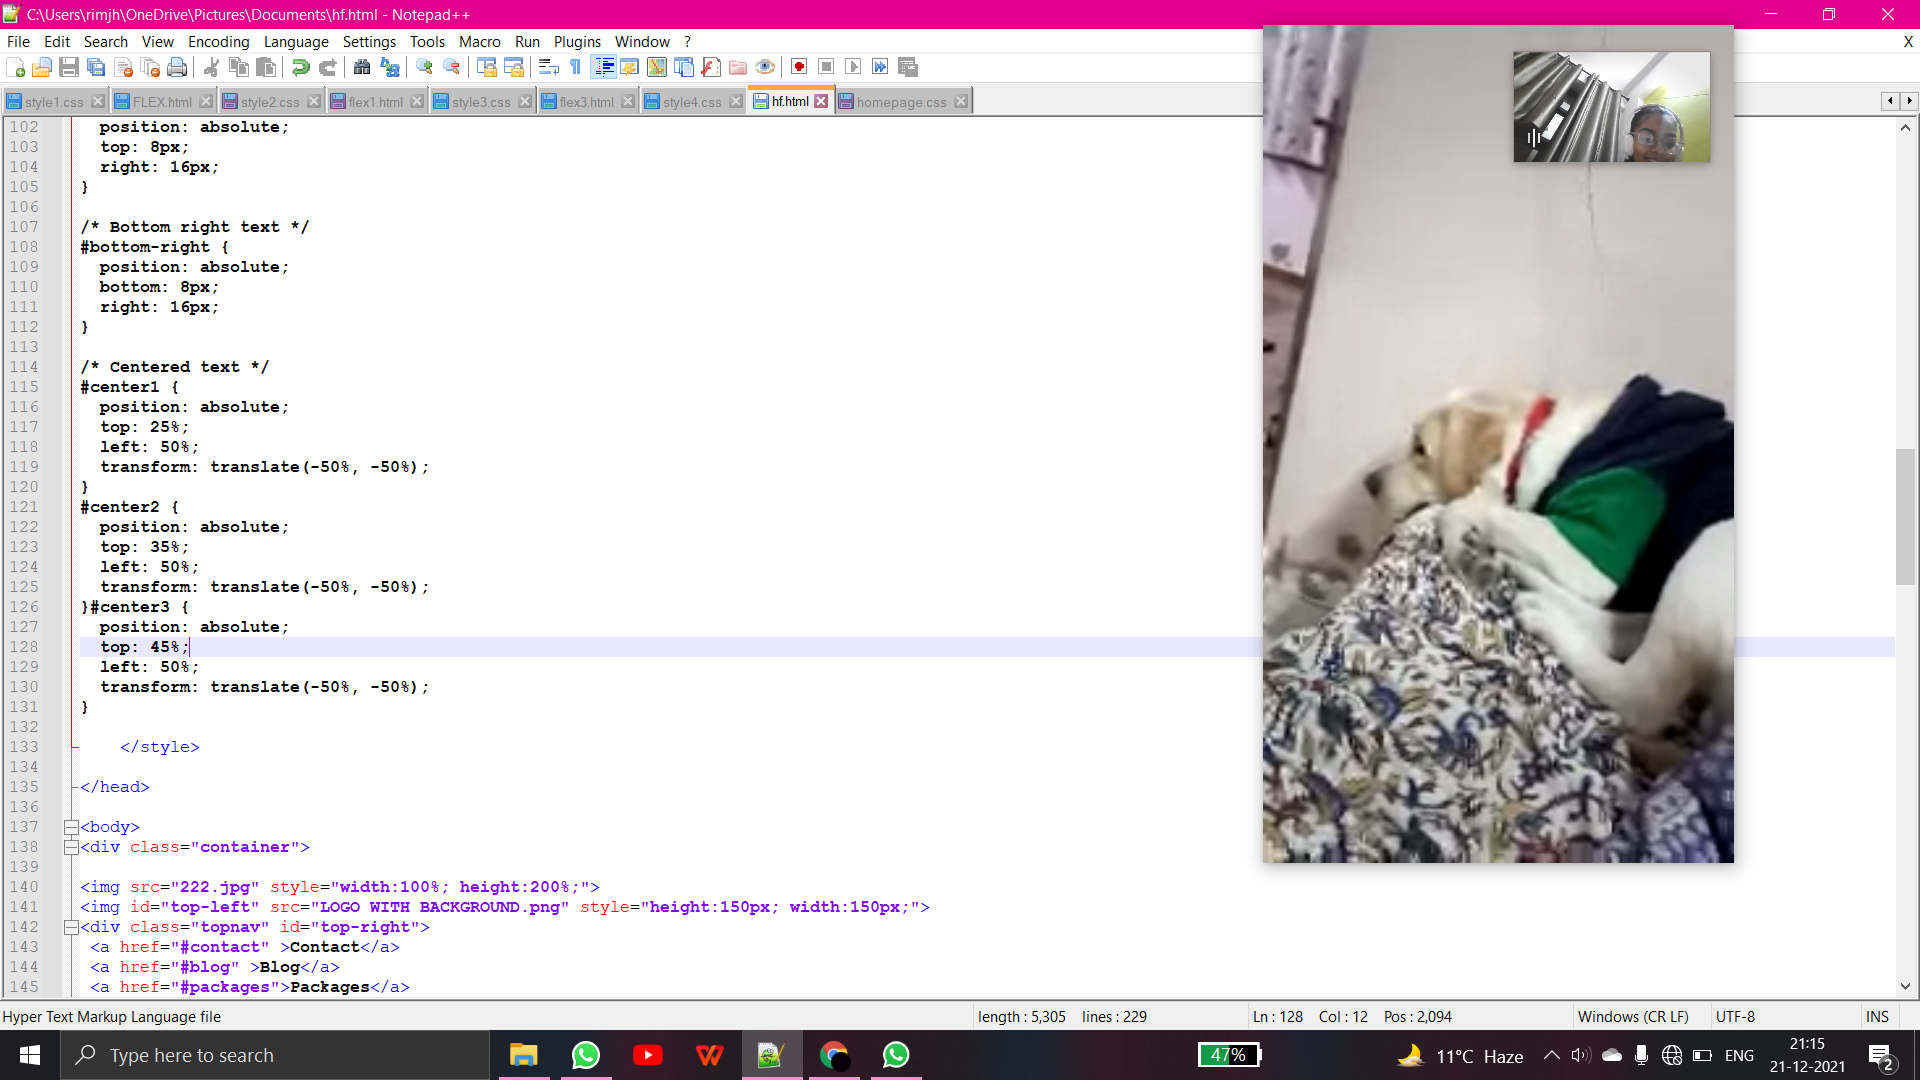 C:\Users\rimjh\OneDrive\Pictures\Documents\hf.html - Notepad++
File Edit Search View Encoding Language Settings Tools Macro Run Plugins Window ? X
style1.css FLEX.html style2.css flex1.html style3.css flex3.html style4.css hf.html homepage.css
102 position: absolute;
103 top: 8px;
104 right: 16px;
105 }
106
107 /* Bottom right text */
108 #bottom-right {
109 position: absolute;
110 bottom: 8px;
111 right: 16px;
112 }
113
114 /* Centered text */
115 #center1 {
116 position: absolute;
117 top: 25%;
118 left: 50%;
119 transform: translate(-50%, -50%);
120 }
121 #center2 {
122 position: absolute;
123 top: 35%;
124 left: 50%;
125 transform: translate(-50%, -50%);
126 }#center3 {
127 position: absolute;
128 top: 45%;
129 left: 50%;
130 transform: translate(-50%, -50%);
131 }
132
133 </style>
134
135 </head>
136
137 <body>
138 <div class="container">
139
140 <img src="222.jpg" style="width:100%; height:200%;">
141 <img id="top-left" src="LOGO WITH BACKGROUND.png" style="height:150px; width:150px;">
142 <div class="topnav" id="top-right">
143 <a href="#contact" >Contact</a>
144 <a href="#blog" >Blog</a>
145 <a href="#packages">Packages</a>
Hyper Text Markup Language file length : 5,305 lines : 229 Ln : 128 Col : 12 Pos : 2,094 Windows (CR LF) UTF-8 INS
Type here to search 47% 11°C Haze ENG 21:15
21-12-2021 2